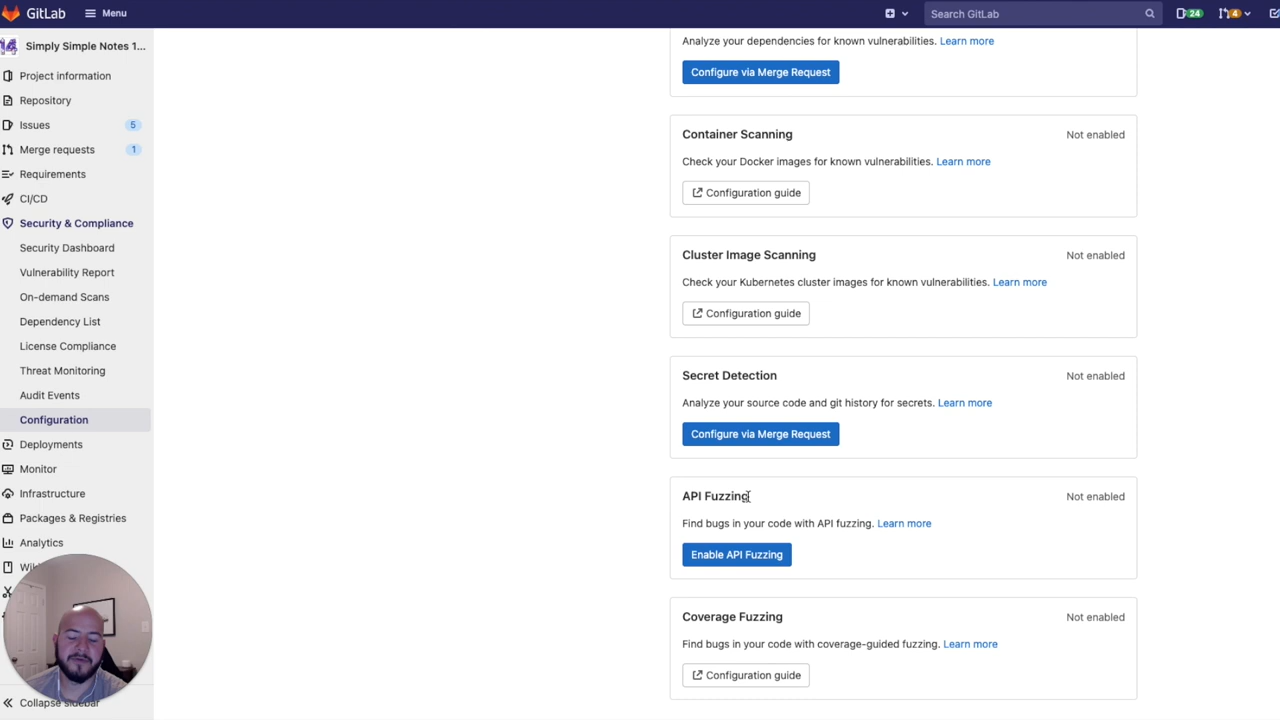 GitLab
Menu
Search GitLab
24
4
Simply Simple Notes 1...
Project information
Repository
Issues
5
Merge requests
1
Requirements
CI/CD
Security & Compliance
Security Dashboard
Vulnerability Report
On-demand Scans
Dependency List
License Compliance
Threat Monitoring
Audit Events
Configuration
Deployments
Monitor
Infrastructure
Packages & Registries
Analytics
Collapse sidebar
Analyze your dependencies for known vulnerabilities. Learn more
Configure via Merge Request
Container Scanning
Not enabled
Check your Docker images for known vulnerabilities. Learn more
Configuration guide
Cluster Image Scanning
Not enabled
Check your Kubernetes cluster images for known vulnerabilities. Learn more
Configuration guide
Secret Detection
Not enabled
Analyze your source code and git history for secrets. Learn more
Configure via Merge Request
API Fuzzing
Not enabled
Find bugs in your code with API fuzzing. Learn more
Enable API Fuzzing
Coverage Fuzzing
Not enabled
Find bugs in your code with coverage-guided fuzzing. Learn more
Configuration guide